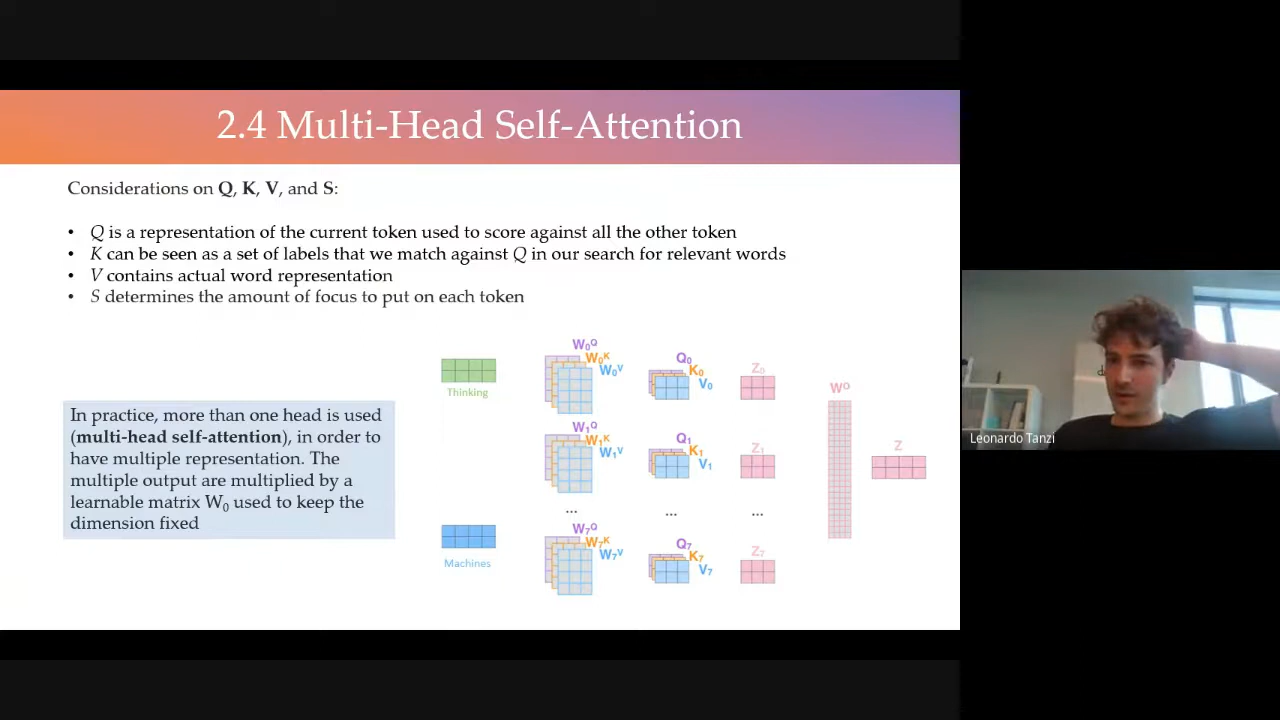 2.4 Multi-Head Self-Attention
Considerations on Q, K, V, and S:
• Q is a representation of the current token used to score against all the other token
• K can be seen as a set of labels that we match against Q in our search for relevant words
• V contains actual word representation
• S determines the amount of focus to put on each token
In practice, more than one head is used
(multi-head self-attention), in order to
have multiple representation. The
multiple output are multiplied by a
learnable matrix W0 used to keep the
dimension fixed
Thinking
Machines
W0Q
W0K
W0V
Q0
K0
V0
Z0
W1Q
W1K
W1V
Q1
K1
V1
Z1
...
...
...
W7Q
W7K
W7V
Q7
K7
V7
Z7
WO
Z
Leonardo Tanzi